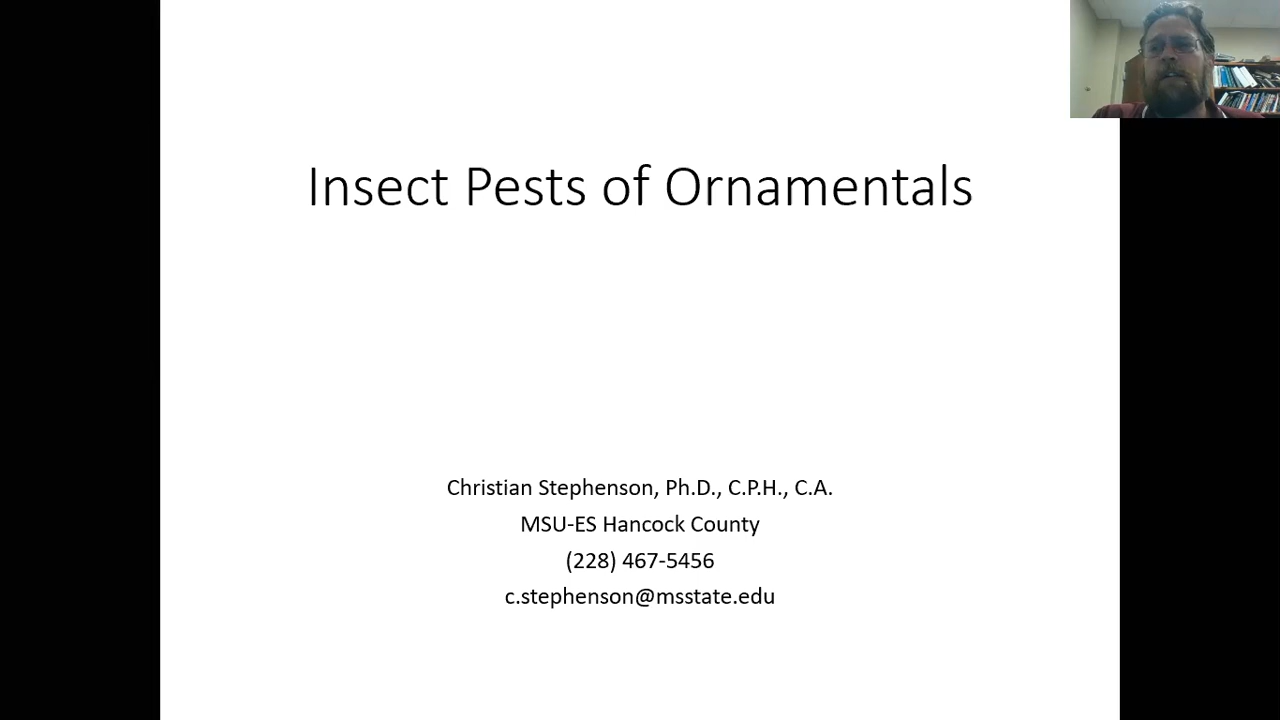 Insect Pests of Ornamentals
Christian Stephenson, Ph.D., C.P.H., C.A.
MSU-ES Hancock County
(228) 467-5456
c.stephenson@msstate.edu